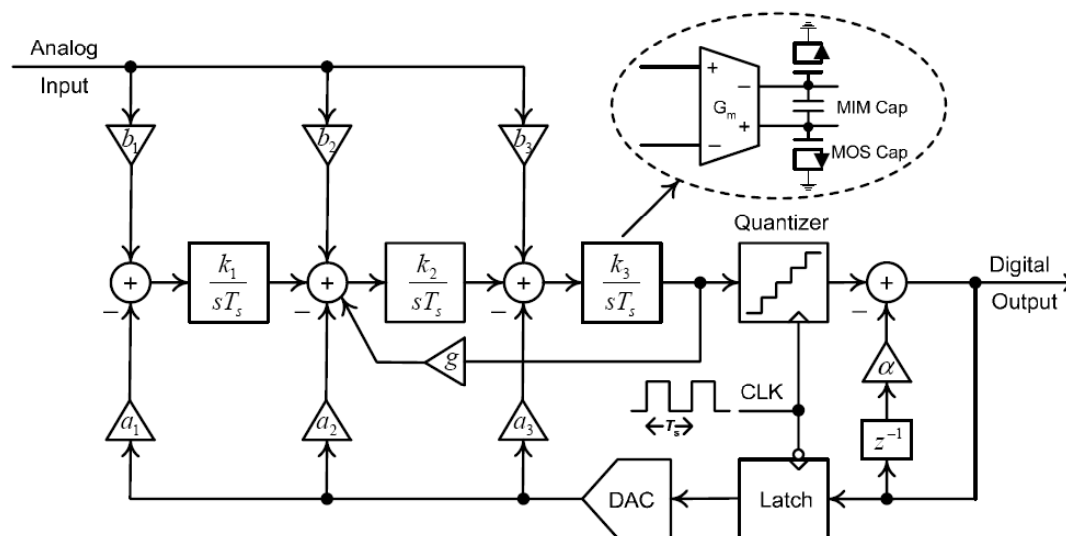 Analog
Input
b₁
b₂
b₃
+
−
Gₘ
−
+
MIM Cap
MOS Cap
+
−
k₁
sTₛ
+
−
k₂
sTₛ
+
−
k₃
sTₛ
Quantizer
+
−
Digital
Output
g
α
CLK
Tₛ
z⁻¹
a₁
a₂
a₃
DAC
Latch